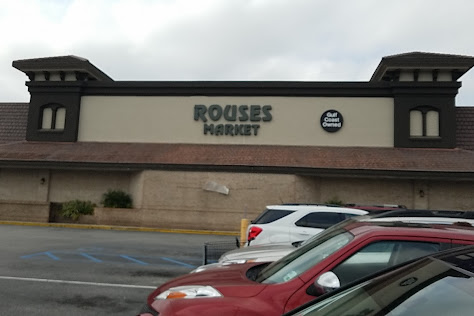 ROUSES
MARKET
Gulf
Coast
Owned